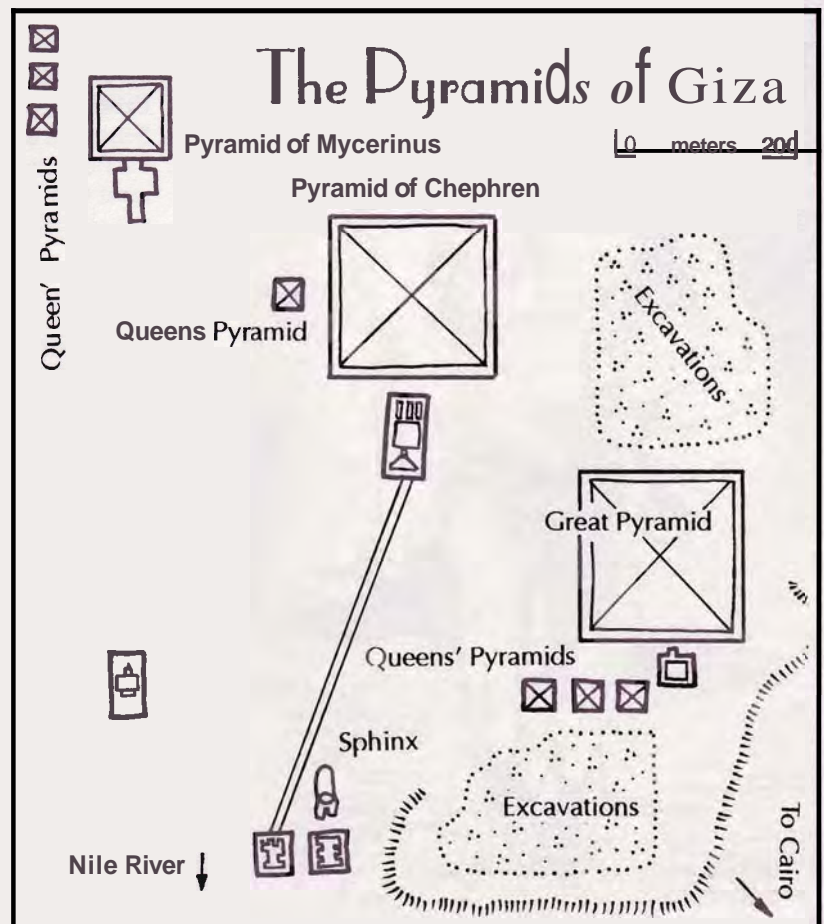 The Pyramids of Giza
0 meters 200
Pyramid of Mycerinus
Pyramid of Chephren
Queen' Pyramids
Queens Pyramid
Excavations
Great Pyramid
Queens' Pyramids
Sphinx
Excavations
Nile River
To Cairo